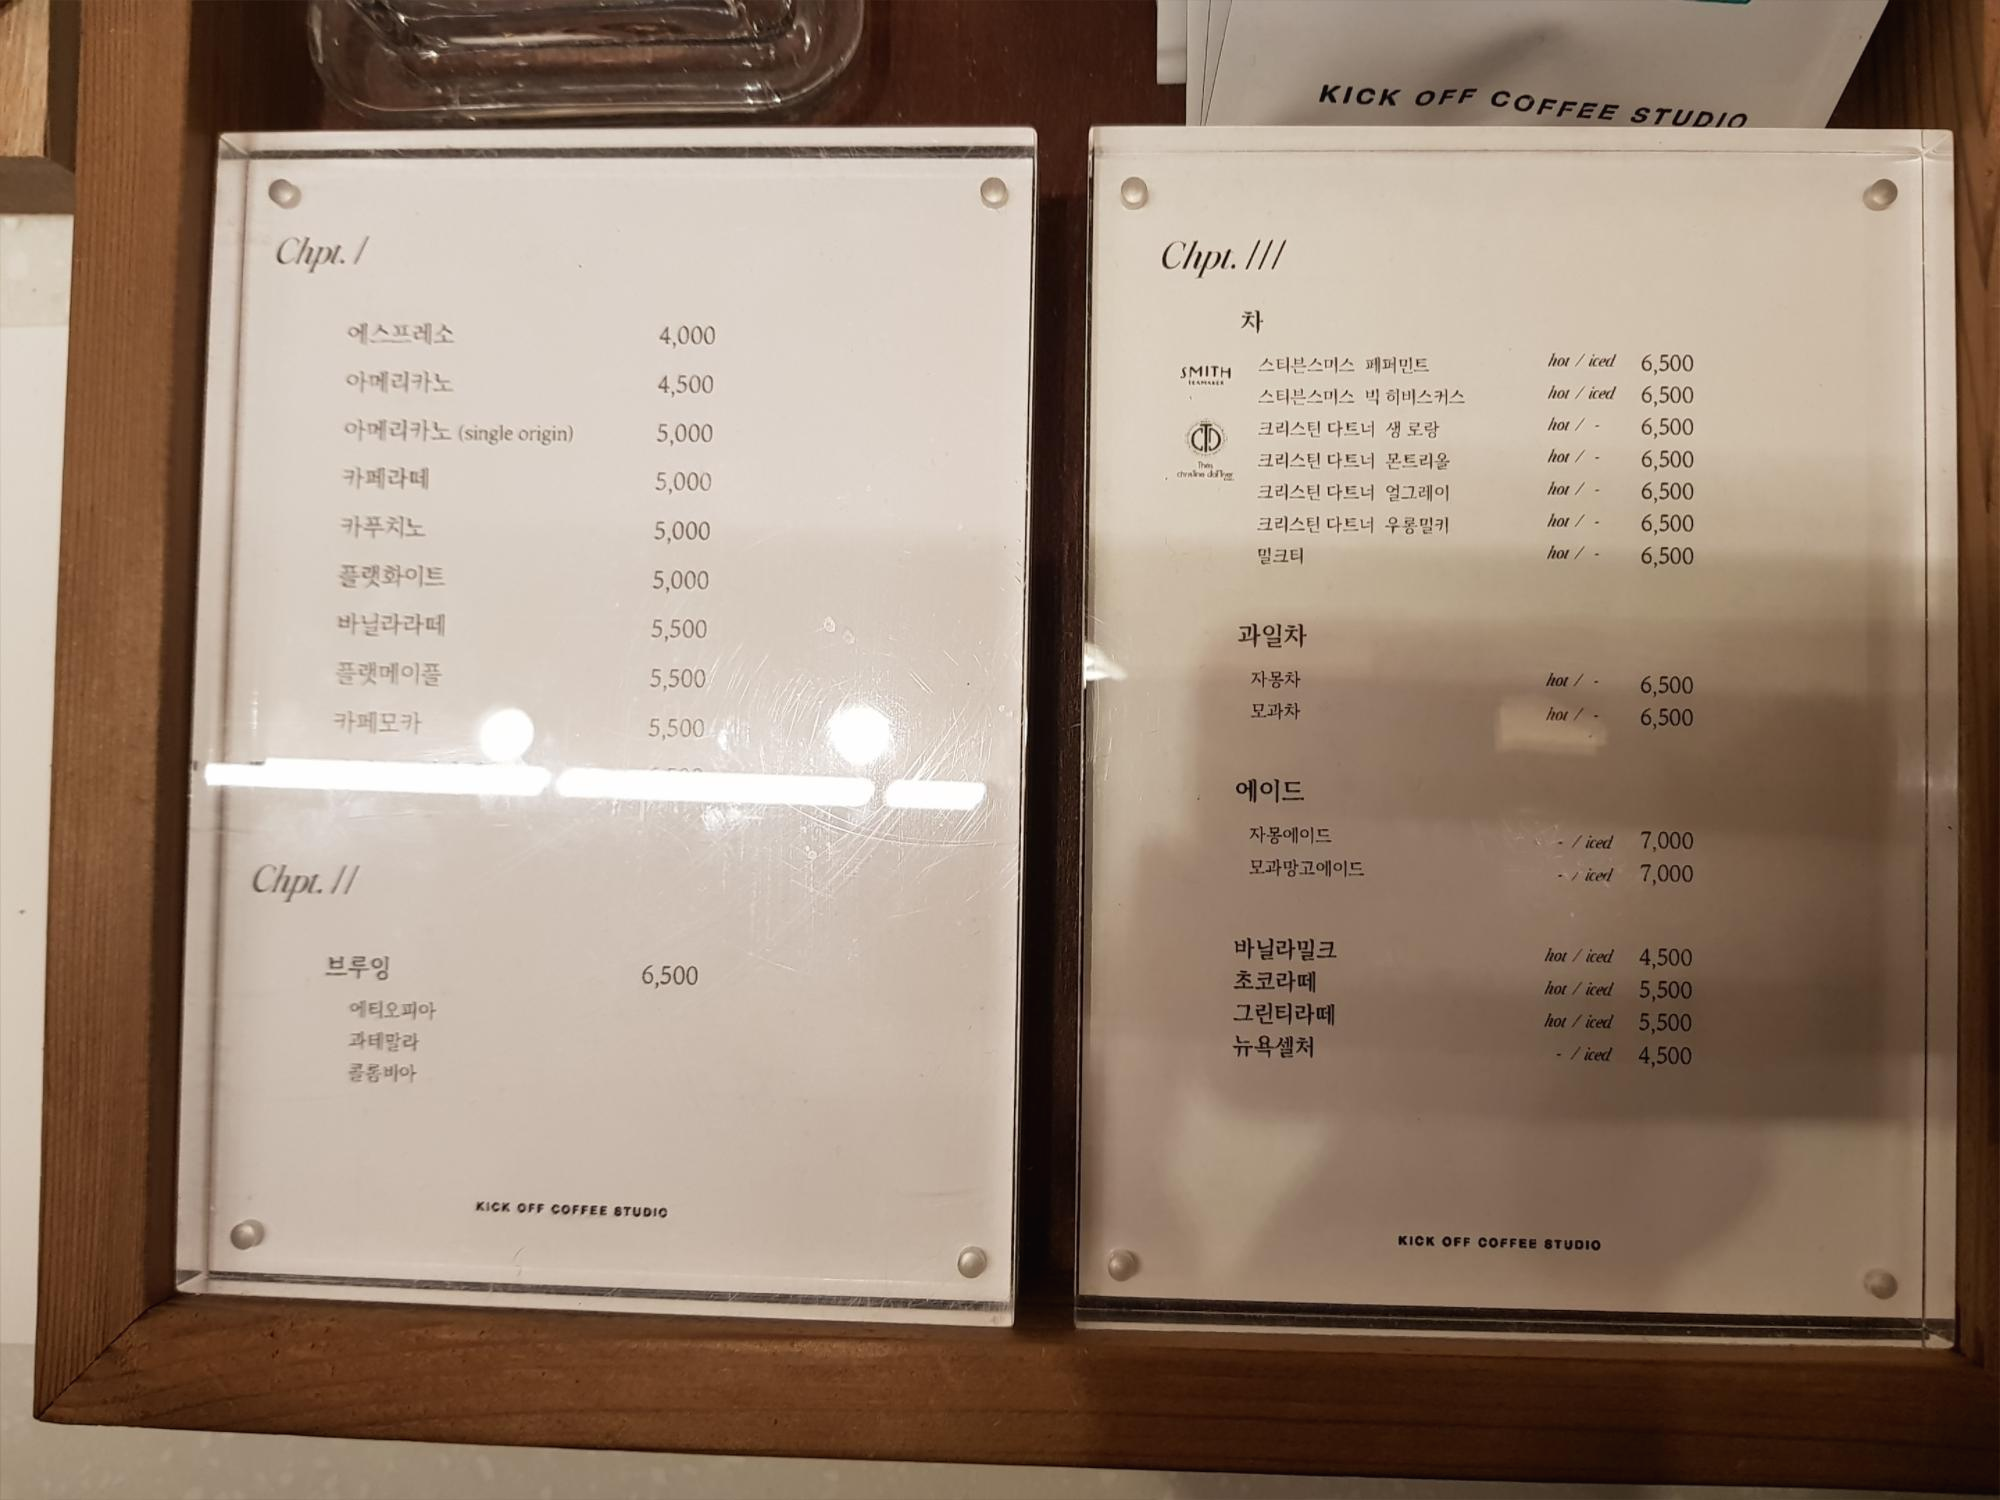 KICK OFF COFFEE STUDIO
Chpt. /
에스프레소 4,000
아메리카노 4,500
아메리카노 (single origin) 5,000
카페라떼 5,000
카푸치노 5,000
플랫화이트 5,000
바닐라라떼 5,500
플랫메이플 5,500
카페모카 5,500
Chpt. //
브루잉 6,500
에티오피아
과테말라
콜롬비아
KICK OFF COFFEE STUDIO
Chpt. ///
차
SMITH
TEAMAKER
스티븐스미스 페퍼민트 hot / iced 6,500
스티븐스미스 빅 히비스커스 hot / iced 6,500
CTD
크리스틴 다트너 생 로랑 hot / - 6,500
크리스틴 다트너 몬트리올 hot / - 6,500
크리스틴 다트너 얼그레이 hot / - 6,500
크리스틴 다트너 우롱밀키 hot / - 6,500
밀크티 hot / - 6,500
과일차
자몽차 hot / - 6,500
모과차 hot / - 6,500
에이드
자몽에이드 - / iced 7,000
모과망고에이드 - / iced 7,000
바닐라밀크 hot / iced 4,500
초코라떼 hot / iced 5,500
그린티라떼 hot / iced 5,500
뉴욕셀처 - / iced 4,500
KICK OFF COFFEE STUDIO